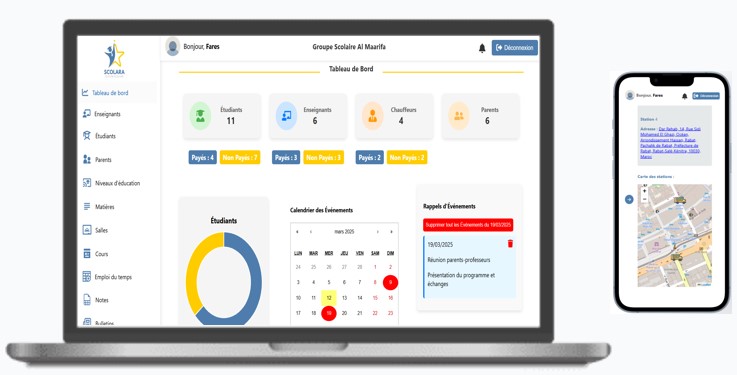 SCOLARA
Bonjour, Fares
Groupe Scolaire Al Maarifa
Déconnexion
Tableau de Bord
Tableau de bord
Enseignants
Étudiants
Parents
Niveaux d'éducation
Matières
Salles
Cours
Emploi du temps
Notes
Bulletins
Étudiants
11
Enseignants
6
Chauffeurs
4
Parents
6
Payés : 4
Non Payés : 7
Payés : 3
Non Payés : 3
Payés : 2
Non Payés : 2
Étudiants
Calendrier des Événements
« ‹ mars 2025 › »
LUN MAR MER JEU VEN SAM DIM
24 25 26 27 28 1 2
3 4 5 6 7 8 9
10 11 12 13 14 15 16
17 18 19 20 21 22 23
Rappels d'Événements
Supprimer tout les Événements du 19/03/2025
19/03/2025
Réunion parents-professeurs
Présentation du programme et
échanges
Bonjour, Fares
Déconnexion
Station 1
Adresse :
Carte des stations :